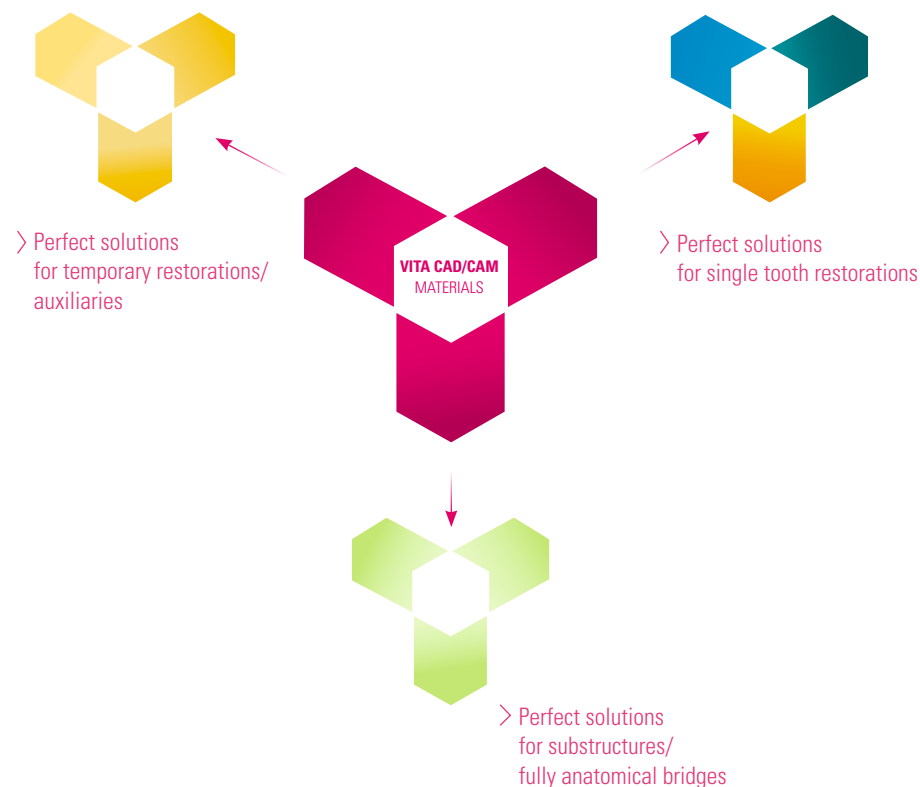 〉Perfect solutions
for temporary restorations/
auxiliaries
VITA CAD/CAM
MATERIALS
〉Perfect solutions
for single tooth restorations
〉Perfect solutions
for substructures/
fully anatomical bridges